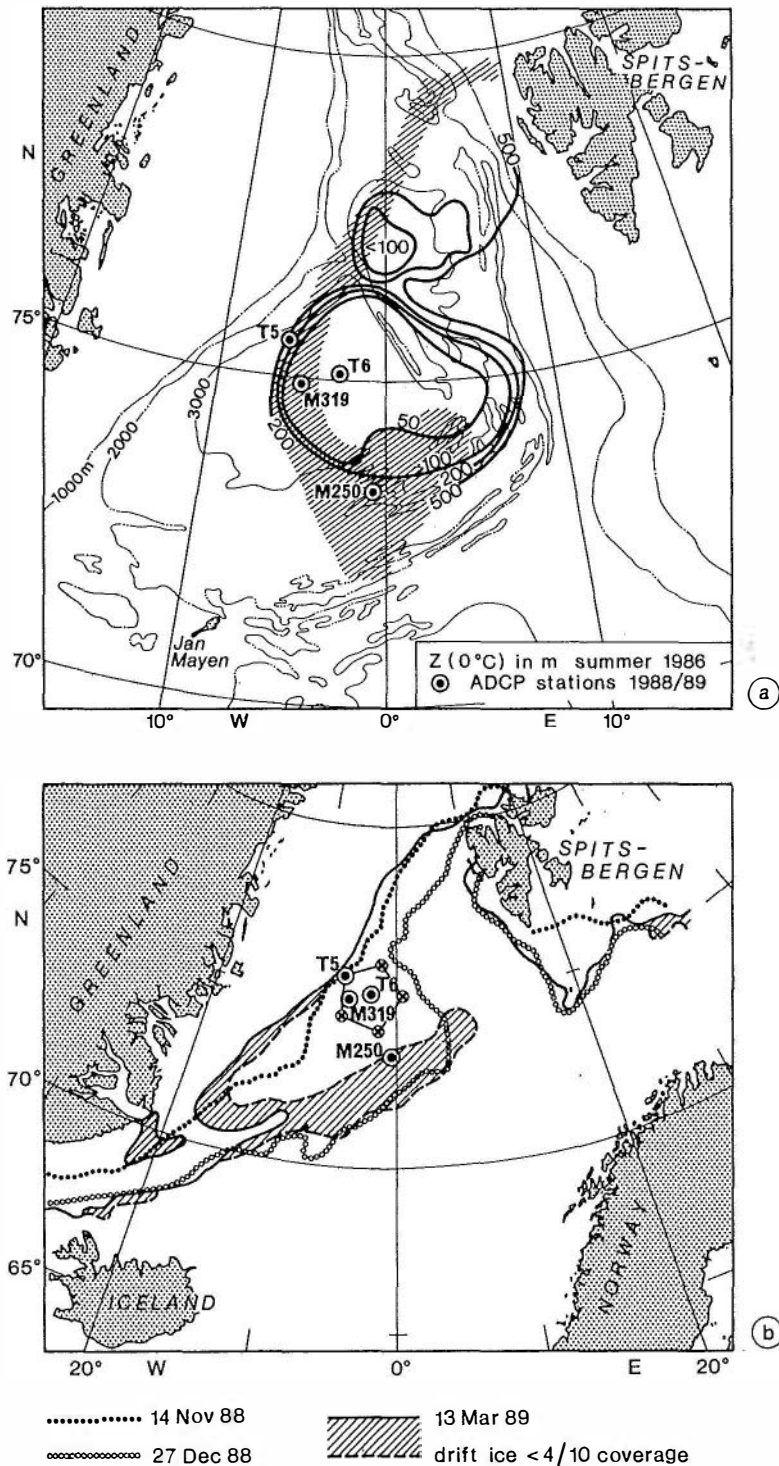 SPITS-
BERGEN
GREENLAND
N
500
<100
75°
T5
T6
M319
3000
2000
1000m
200
50
100
200
500
M250
Jan
Mayen
70°
Z (0°C) in m summer 1986
ADCP stations 1988/89
a
10° W 0° E 10°
75°
SPITS-
BERGEN
N
GREENLAND
T5
T6
M319
M250
70°
NORWAY
65°
ICELAND
b
20° W 0° E 20°
14 Nov 88
13 Mar 89
27 Dec 88
drift ice <4/10 coverage